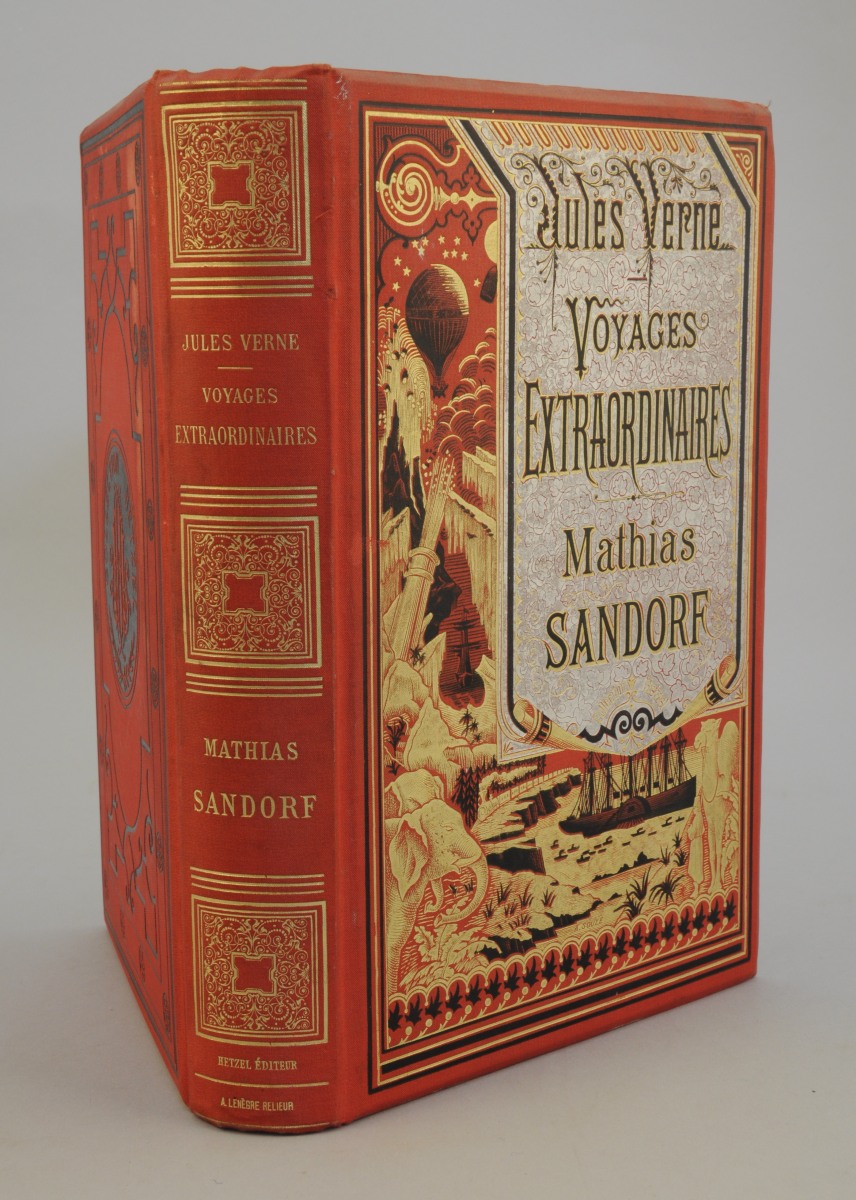 JULES VERNE
VOYAGES
EXTRAORDINAIRES
MATHIAS
SANDORF
HETZEL ÉDITEUR
A. LENÈGRE RELIEUR
Jules Verne
VOYAGES
EXTRAORDINAIRES
Mathias
SANDORF